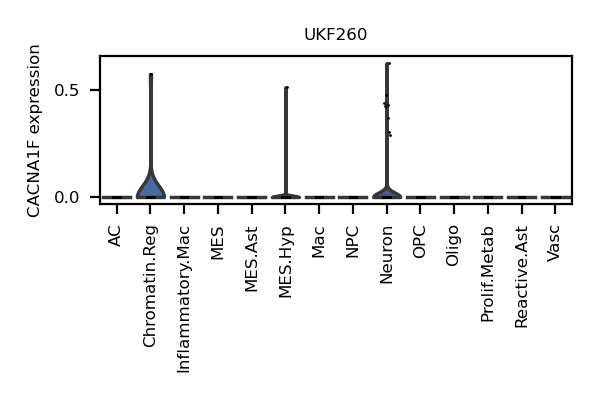 UKF260
CACNA1F expression
0.5
0.0
AC
Chromatin.Reg
Inflammatory.Mac
MES
MES.Ast
MES.Hyp
Mac
NPC
Neuron
OPC
Oligo
Prolif.Metab
Reactive.Ast
Vasc